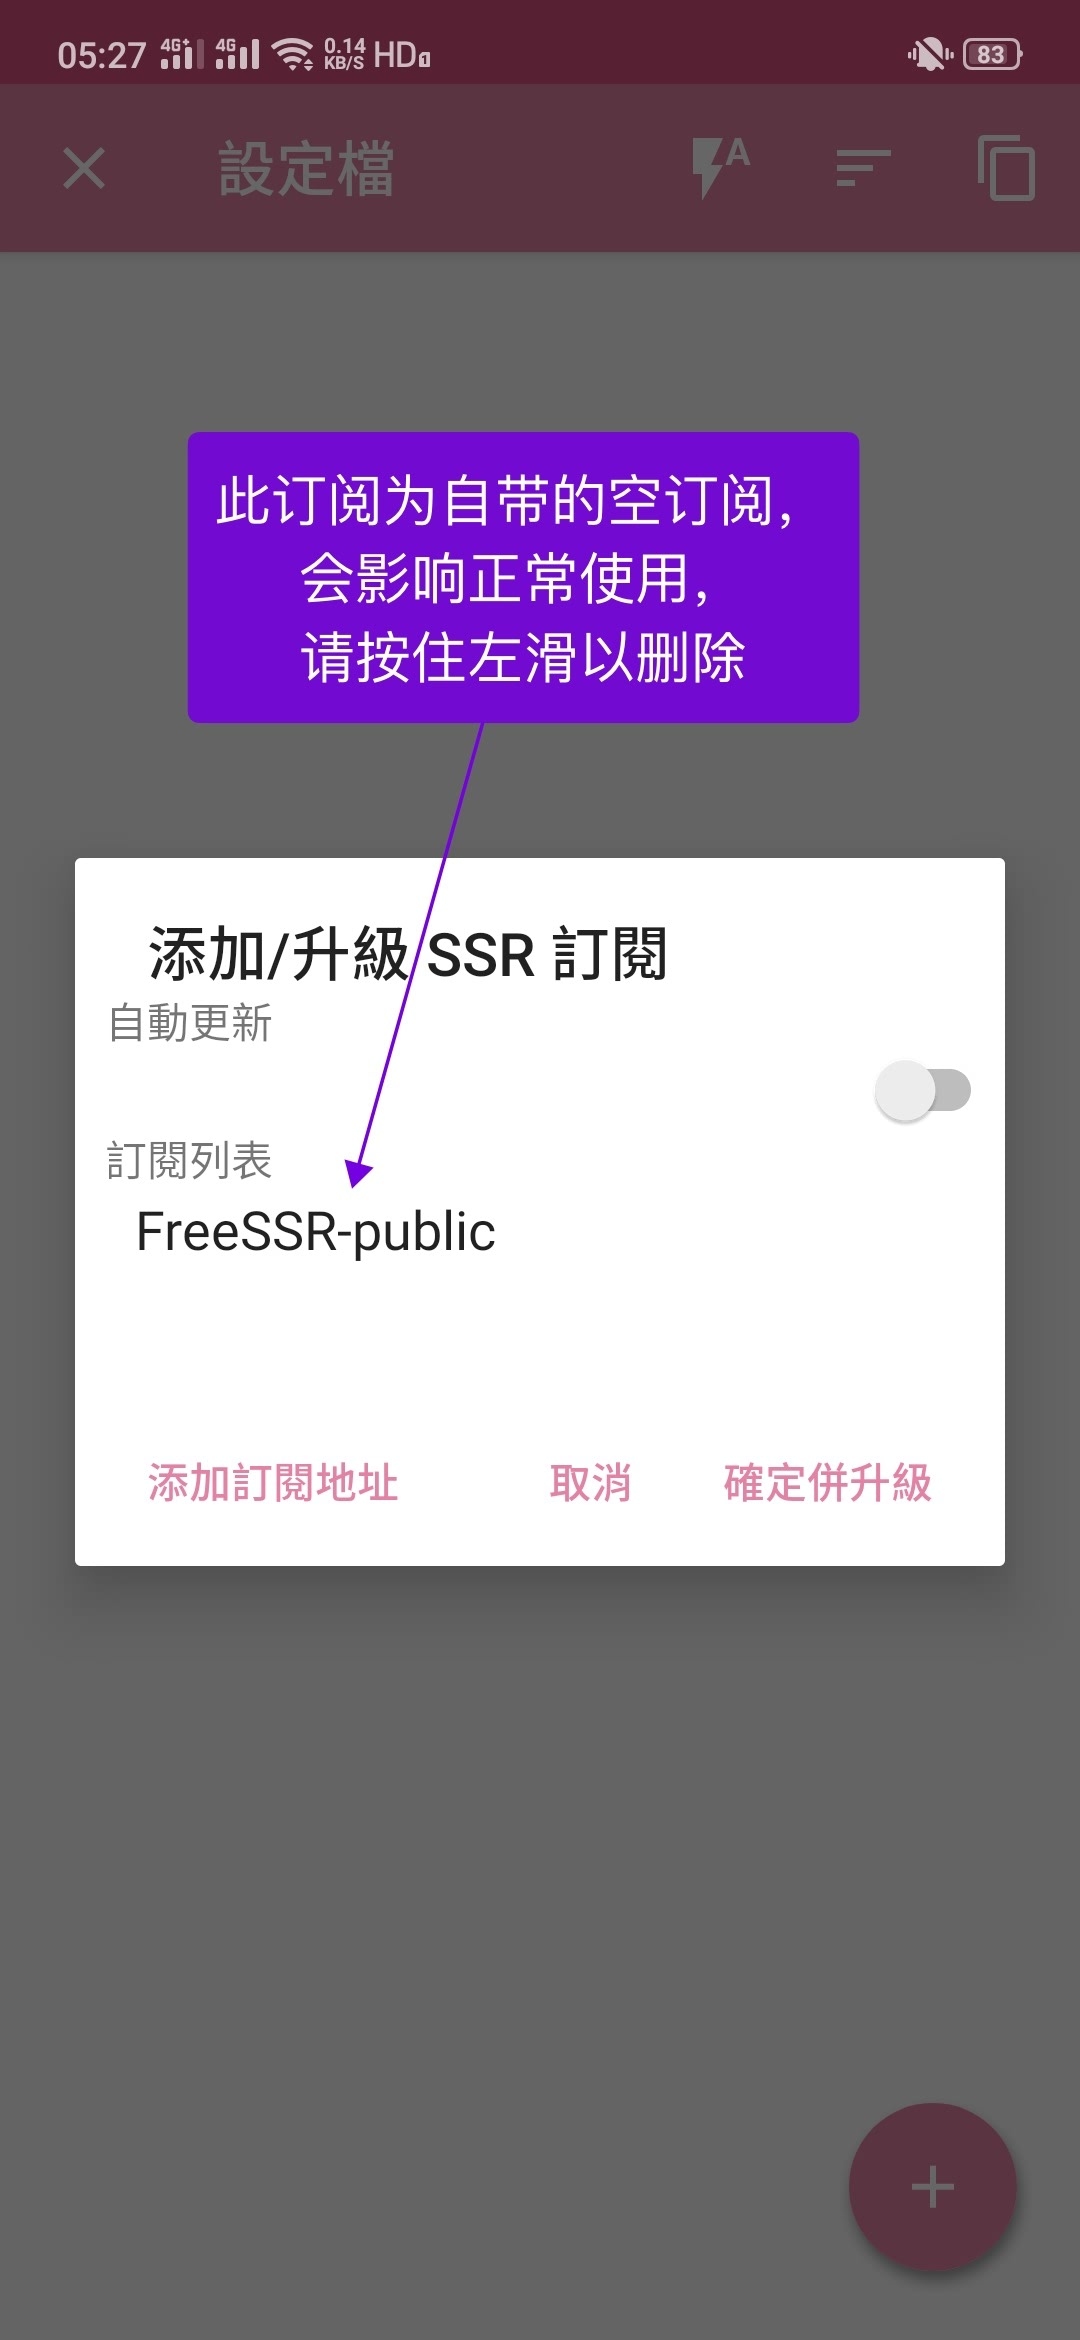 05:27 4G+ 4G 0.14 KB/S HD1 83
設定檔
A
此订阅为自带的空订阅，
会影响正常使用，
请按住左滑以删除
添加/升級 SSR 訂閱
自動更新
訂閱列表
FreeSSR-public
添加訂閱地址 取消 確定併升級